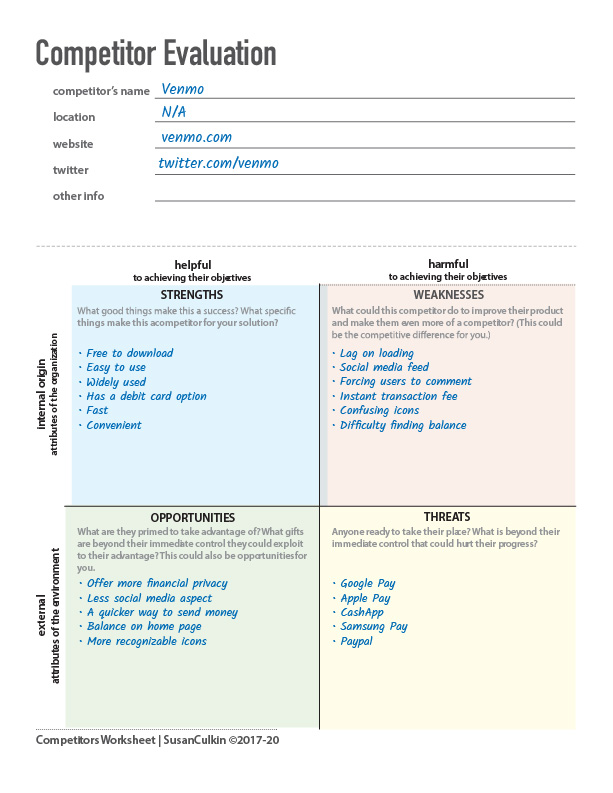 Competitor Evaluation
competitor's name Venmo
location N/A
website venmo.com
twitter twitter.com/venmo
other info
helpful
to achieving their objectives
harmful
to achieving their objectives
internal origin
attributes of the organization
STRENGTHS
What good things make this a success? What specific
things make this acompetitor for your solution?
• Free to download
• Easy to use
• Widely used
• Has a debit card option
• Fast
• Convenient
WEAKNESSES
What could this competitor do to improve their product
and make them even more of a competitor? (This could
be the competitive difference for you.)
• Lag on loading
• Social media feed
• Forcing users to comment
• Instant transaction fee
• Confusing icons
• Difficulty finding balance
external
attributes of the environment
OPPORTUNITIES
What are they primed to take advantage of? What gifts
are beyond their immediate control they could exploit
to their advantage? This could also be opportunities for
you.
• Offer more financial privacy
• Less social media aspect
• A quicker way to send money
• Balance on home page
• More recognizable icons
THREATS
Anyone ready to take their place? What is beyond their
immediate control that could hurt their progress?
• Google Pay
• Apple Pay
• CashApp
• Samsung Pay
• Paypal
Competitors Worksheet | SusanCulkin ©2017-20